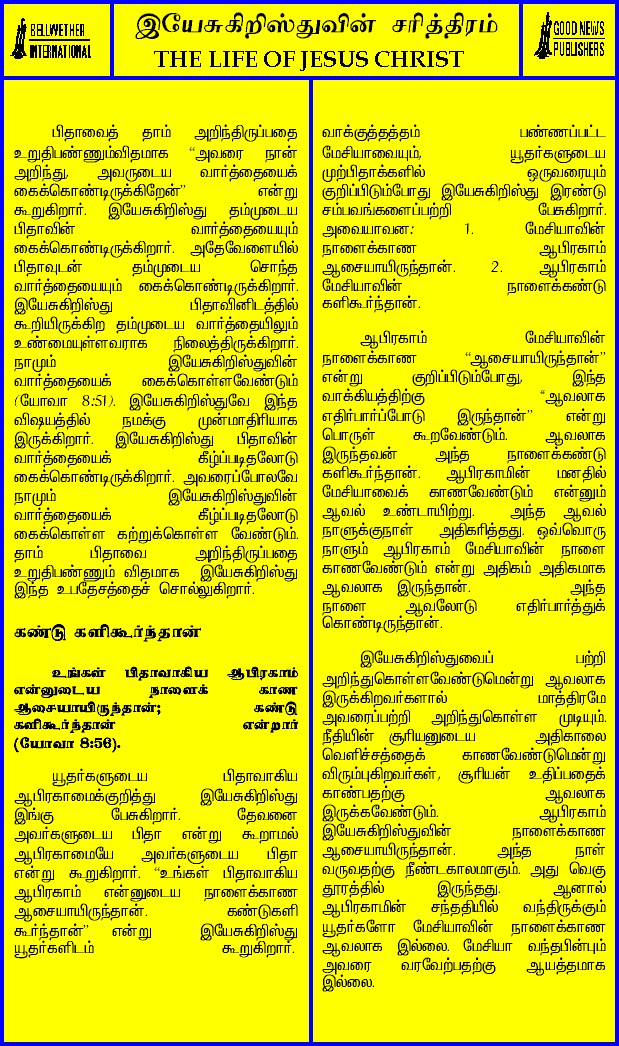 BELLWETHER
INTERNATIONAL
இயேசுகிறிஸ்துவின் சரித்திரம்
THE LIFE OF JESUS CHRIST
GOOD NEWS
PUBLISHERS
பிதாவைத் தாம் அறிந்திருப்பதை
உறுதிபண்ணும்விதமாக “அவரை நான்
அறிந்து, அவருடைய வார்த்தையைக்
கைக்கொண்டிருக்கிறேன்” என்று
கூறுகிறார். இயேசுகிறிஸ்து தம்முடைய
பிதாவின் வார்த்தையையும்
கைக்கொண்டிருக்கிறார். அதேவேளையில்
பிதாவுடன் தம்முடைய சொந்த
வார்த்தையையும் கைக்கொண்டிருக்கிறார்.
இயேசுகிறிஸ்து பிதாவினிடத்தில்
கூறியிருக்கிற தம்முடைய வார்த்தையிலும்
உண்மையுள்ளவராக நிலைத்திருக்கிறார்.
நாமும் இயேசுகிறிஸ்துவின்
வார்த்தையைக் கைக்கொள்ளவேண்டும்
(யோவா 8:51). இயேசுகிறிஸ்துவே இந்த
விஷயத்தில் நமக்கு முன்மாதிரியாக
இருக்கிறார். இயேசுகிறிஸ்து பிதாவின்
வார்த்தையைக் கீழ்ப்படிதலோடு
கைக்கொண்டிருக்கிறார். அவரைப்போலவே
நாமும் இயேசுகிறிஸ்துவின்
வார்த்தையைக் கீழ்ப்படிதலோடு
கைக்கொள்ள கற்றுக்கொள்ள வேண்டும்.
தாம் பிதாவை அறிந்திருப்பதை
உறுதிபண்ணும் விதமாக இயேசுகிறிஸ்து
இந்த உபதேசத்தைச் சொல்லுகிறார்.
கண்டு களிகூர்ந்தான்
உங்கள் பிதாவாகிய ஆபிரகாம்
என்னுடைய நாளைக் காண
ஆசையாயிருந்தான்; கண்டு
களிகூர்ந்தான் என்றார்
(யோவா 8:56).
யூதர்களுடைய பிதாவாகிய
ஆபிரகாமைக்குறித்து இயேசுகிறிஸ்து
இங்கு பேசுகிறார். தேவனை
அவர்களுடைய பிதா என்று கூறாமல்
ஆபிரகாமையே அவர்களுடைய பிதா
என்று கூறுகிறார். “உங்கள் பிதாவாகிய
ஆபிரகாம் என்னுடைய நாளைக்காண
ஆசையாயிருந்தான். கண்டுகளி
கூர்ந்தான்” என்று இயேசுகிறிஸ்து
யூதர்களிடம் கூறுகிறார்.
வாக்குத்தத்தம் பண்ணப்பட்ட
மேசியாவையும், யூதர்களுடைய
முற்பிதாக்களில் ஒருவரையும்
குறிப்பிடும்போது இயேசுகிறிஸ்து இரண்டு
சம்பவங்களைப்பற்றி பேசுகிறார்.
அவையாவன: 1. மேசியாவின்
நாளைக்காண ஆபிரகாம்
ஆசையாயிருந்தான். 2. ஆபிரகாம்
மேசியாவின் நாளைக்கண்டு
களிகூர்ந்தான்.
ஆபிரகாம் மேசியாவின்
நாளைக்காண “ஆசையாயிருந்தான்”
என்று குறிப்பிடும்போது, இந்த
வாக்கியத்திற்கு “ஆவலாக
எதிர்பார்ப்போடு இருந்தான்” என்று
பொருள் கூறவேண்டும். ஆவலாக
இருந்தவன் அந்த நாளைக்கண்டு
களிகூர்ந்தான். ஆபிரகாமின் மனதில்
மேசியாவைக் காணவேண்டும் என்னும்
ஆவல் உண்டாயிற்று. அந்த ஆவல்
நாளுக்குநாள் அதிகரித்தது. ஒவ்வொரு
நாளும் ஆபிரகாம் மேசியாவின் நாளை
காணவேண்டும் என்று அதிகம் அதிகமாக
ஆவலாக இருந்தான். அந்த
நாளை ஆவலோடு எதிர்பார்த்துக்
கொண்டிருந்தான்.
இயேசுகிறிஸ்துவைப் பற்றி
அறிந்துகொள்ளவேண்டுமென்று ஆவலாக
இருக்கிறவர்களால் மாத்திரமே
அவரைப்பற்றி அறிந்துகொள்ள முடியும்.
நீதியின் சூரியனுடைய அதிகாலை
வெளிச்சத்தைக் காணவேண்டுமென்று
விரும்புகிறவர்கள், சூரியன் உதிப்பதைக்
காண்பதற்கு ஆவலாக
இருக்கவேண்டும். ஆபிரகாம்
இயேசுகிறிஸ்துவின் நாளைக்காண
ஆசையாயிருந்தான். அந்த நாள்
வருவதற்கு நீண்டகாலமாகும். அது வெகு
தூரத்தில் இருந்தது. ஆனால்
ஆபிரகாமின் சந்ததியில் வந்திருக்கும்
யூதர்களோ மேசியாவின் நாளைக்காண
ஆவலாக இல்லை. மேசியா வந்தபின்பும்
அவரை வரவேற்பதற்கு ஆயத்தமாக
இல்லை.